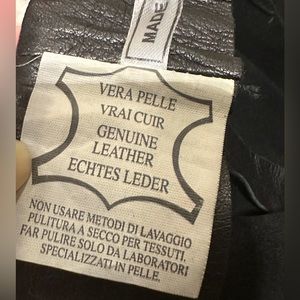 MADE
VERA PELLE
VRAI CUIR
GENUINE
LEATHER
ECHTES LEDER
NON USARE METODI DI LAVAGGIO
PULITURA A SECCO PER TESSUTI.
FAR PULIRE SOLO DA LABORATORI
SPECIALIZZATI IN PELLE.